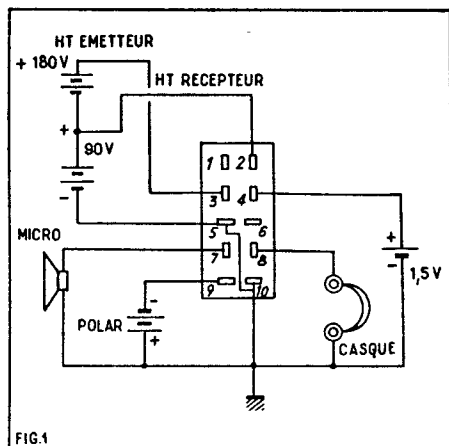 HT EMETTEUR
+ 180V
HT RECEPTEUR
+
90V
-
1 2
3 4
5 6
7 8
9 10
MICRO
POLAR
-
+
+
-
1,5V
CASQUE
FIG.1